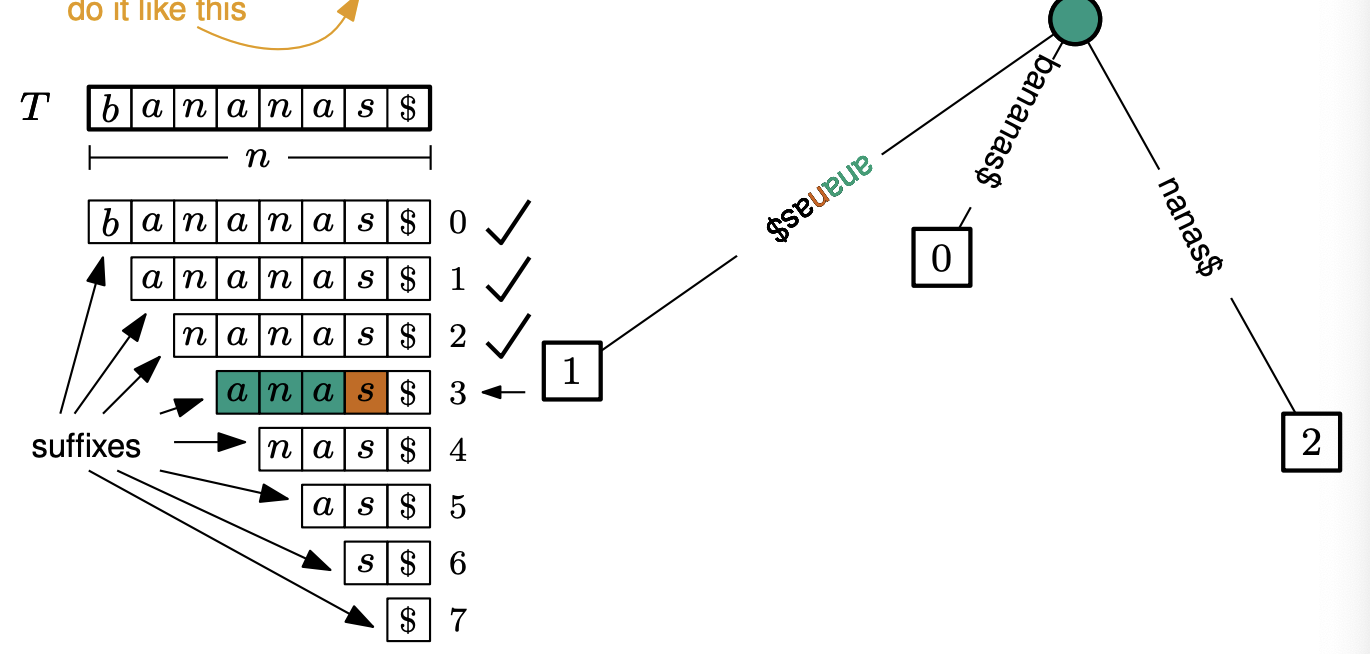 do it like this
T b a n a n a s $
n
b a n a n a s $ 0
a n a n a s $ 1
n a n a s $ 2
a n a s $ 3
n a s $ 4
a s $ 5
s $ 6
$ 7
suffixes
ananas$
bananas$
nanas$
0
1
2